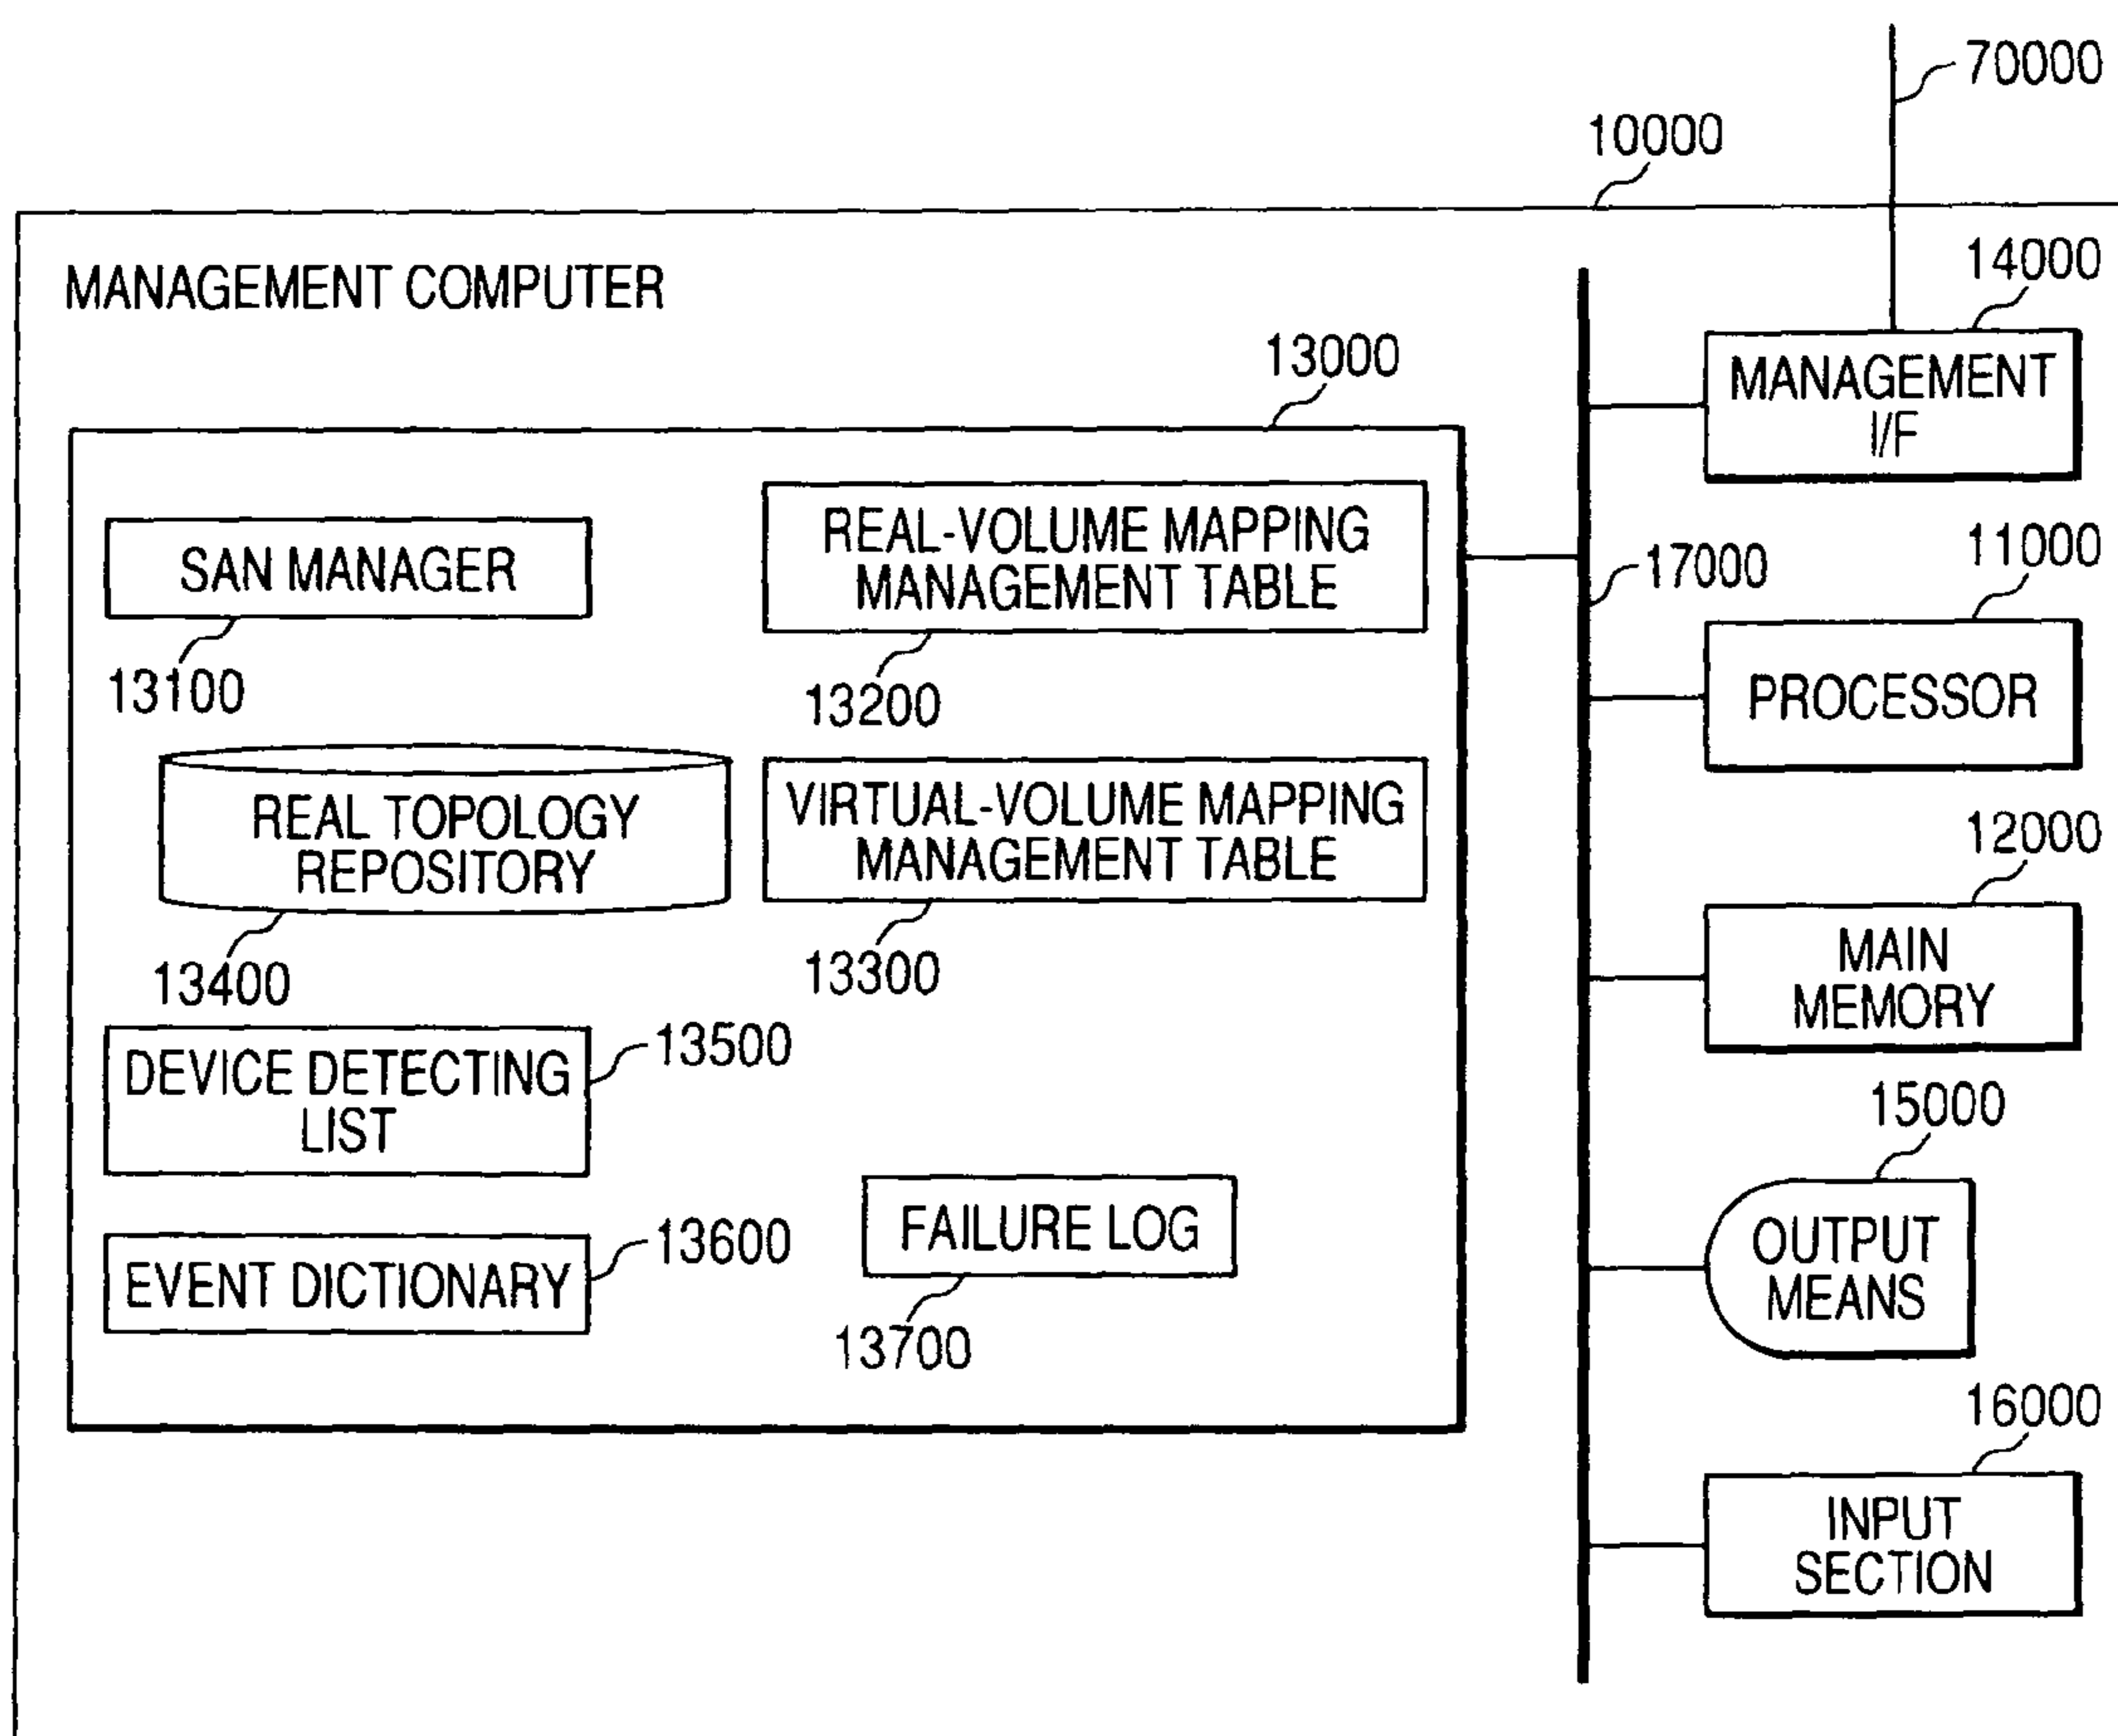 70000
10000
MANAGEMENT COMPUTER
14000
13000
MANAGEMENT
I/F
SAN MANAGER
13100
REAL-VOLUME MAPPING
MANAGEMENT TABLE
13200
17000
11000
PROCESSOR
REAL TOPOLOGY
REPOSITORY
13400
VIRTUAL-VOLUME MAPPING
MANAGEMENT TABLE
13300
12000
MAIN
MEMORY
DEVICE DETECTING
LIST
13500
15000
OUTPUT
MEANS
EVENT DICTIONARY
13600
FAILURE LOG
13700
16000
INPUT
SECTION